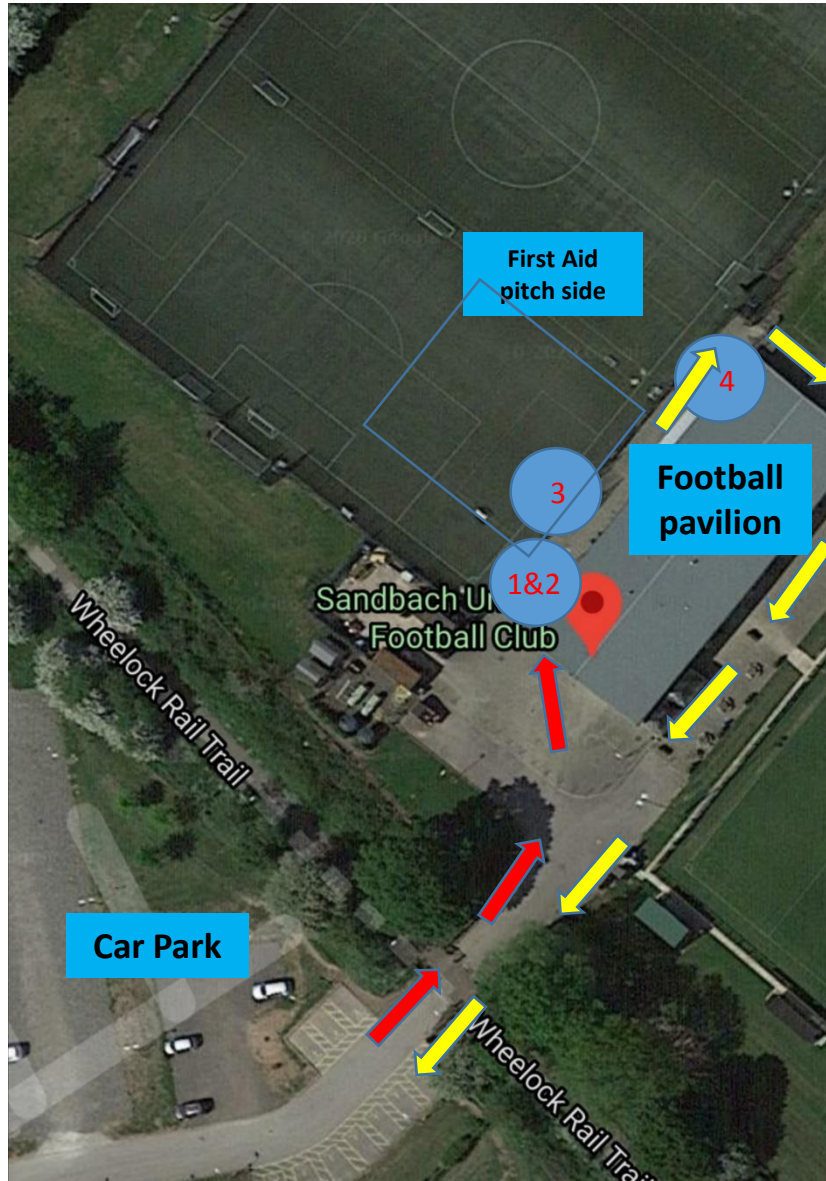 First Aid
pitch side
4
Football
pavilion
3
1&2
Sandbach Un
Football Club
Wheelock Rail Trail
Car Park
Wheelock Rail Trail